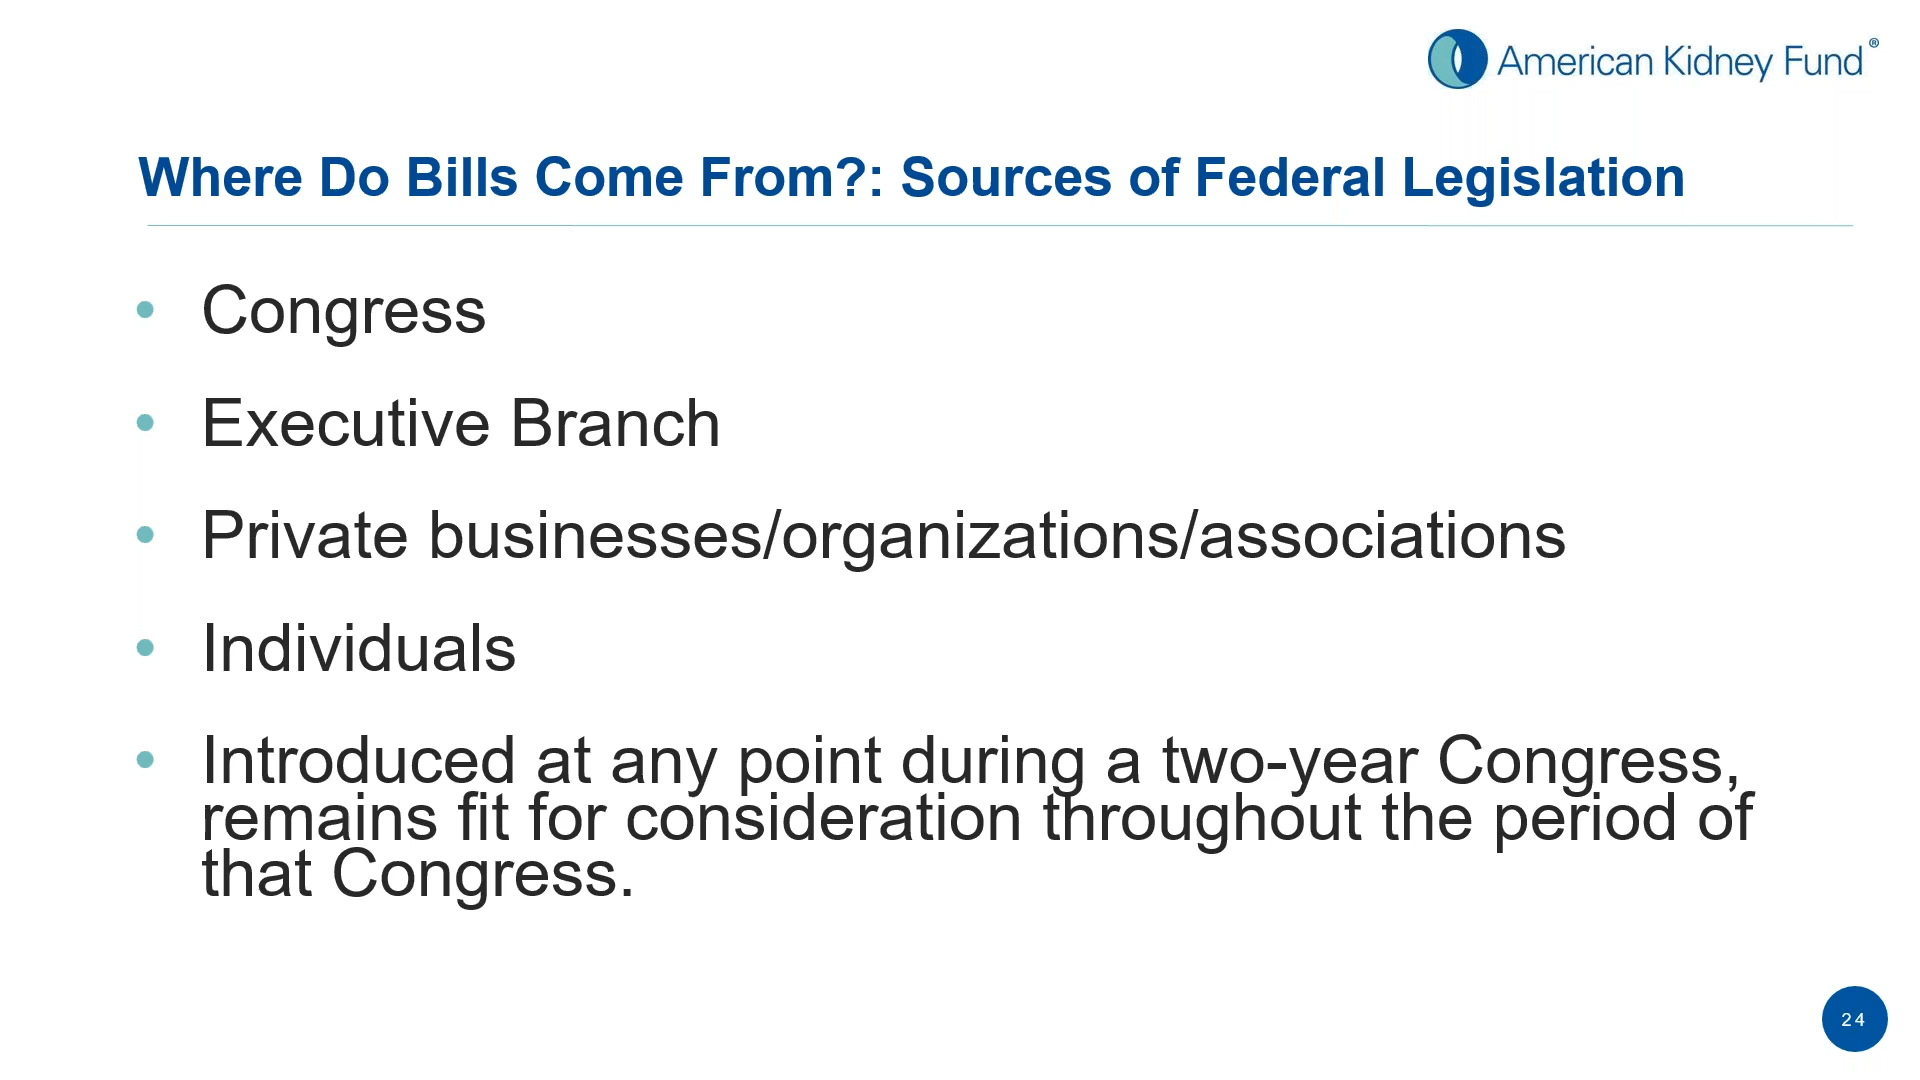 American Kidney Fund®
Where Do Bills Come From?: Sources of Federal Legislation
• Congress
• Executive Branch
• Private businesses/organizations/associations
• Individuals
• Introduced at any point during a two-year Congress,
remains fit for consideration throughout the period of
that Congress.
24